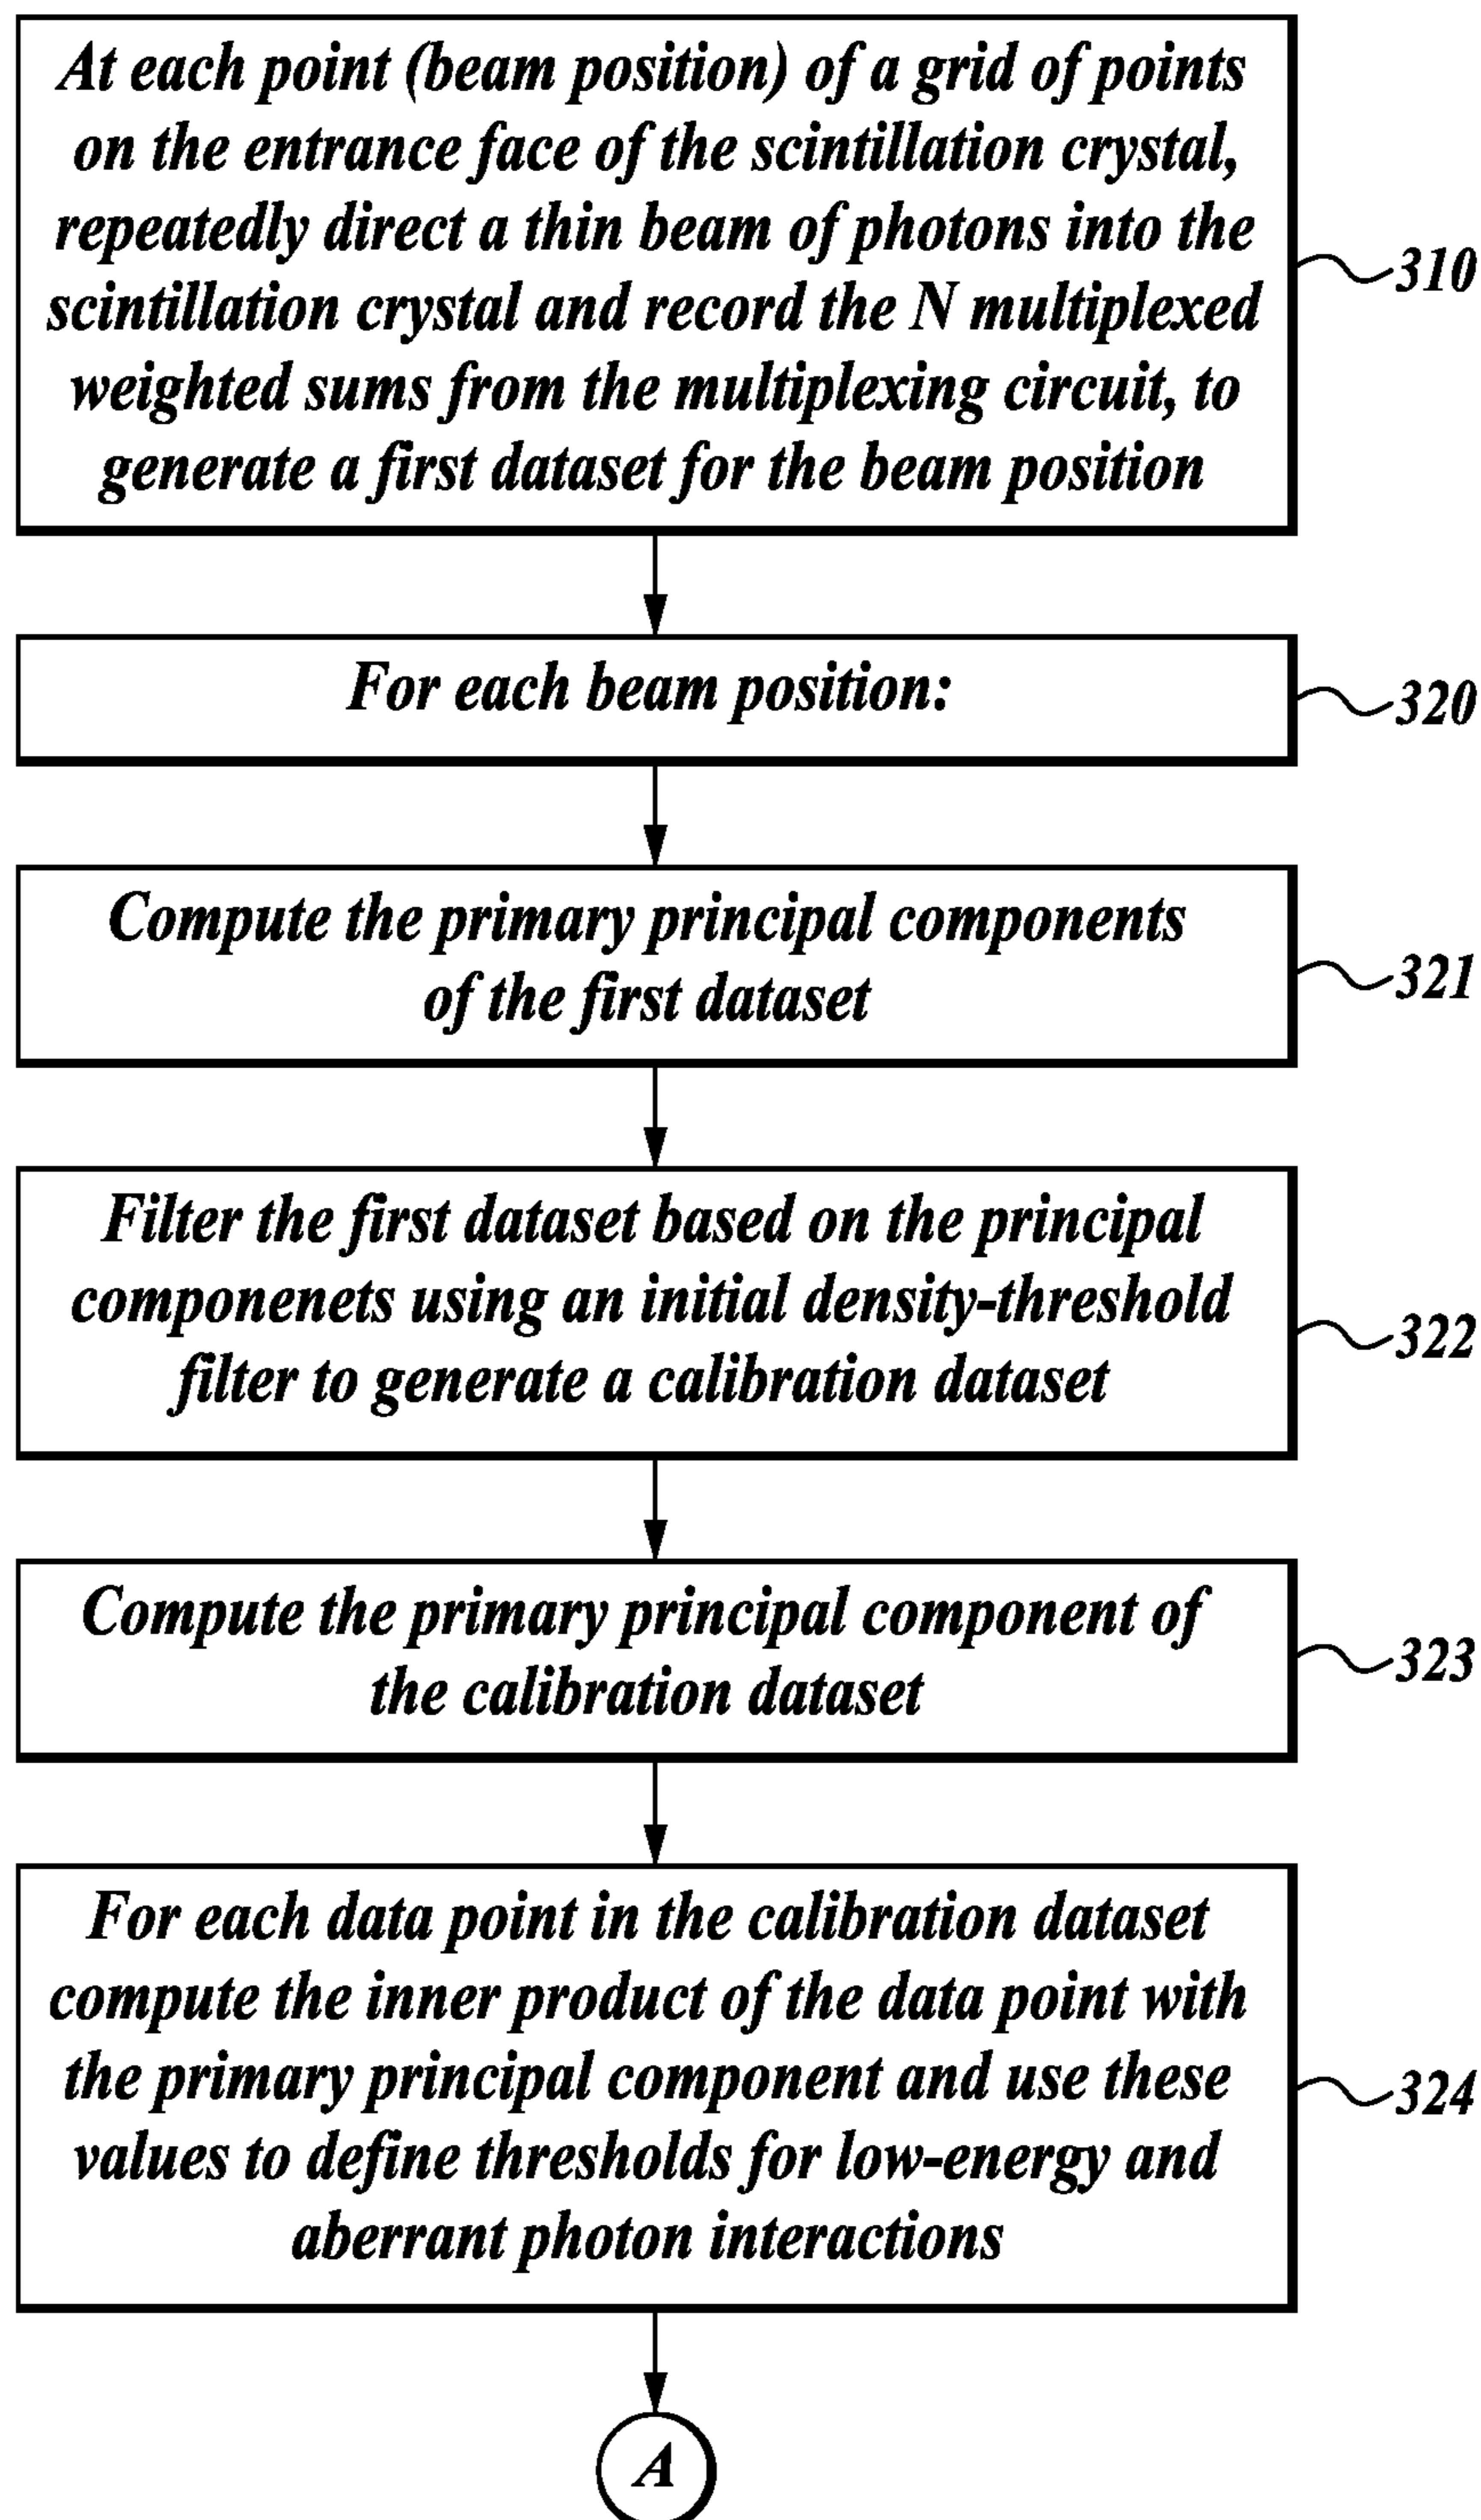 At each point (beam position) of a grid of points
on the entrance face of the scintillation crystal,
repeatedly direct a thin beam of photons into the
scintillation crystal and record the N multiplexed
weighted sums from the multiplexing circuit, to
generate a first dataset for the beam position
310
For each beam position:
320
Compute the primary principal components
of the first dataset
321
Filter the first dataset based on the principal
componenets using an initial density-threshold
filter to generate a calibration dataset
322
Compute the primary principal component of
the calibration dataset
323
For each data point in the calibration dataset
compute the inner product of the data point with
the primary principal component and use these
values to define thresholds for low-energy and
aberrant photon interactions
324
A